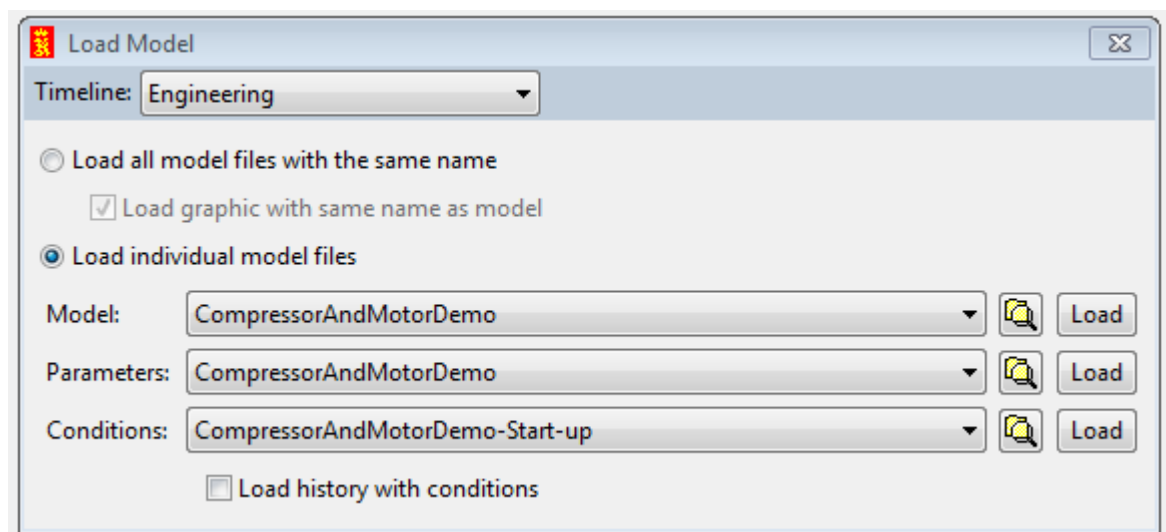 Load Model
Timeline: Engineering
Load all model files with the same name
Load graphic with same name as model
Load individual model files
Model: CompressorAndMotorDemo Load
Parameters: CompressorAndMotorDemo Load
Conditions: CompressorAndMotorDemo-Start-up Load
Load history with conditions